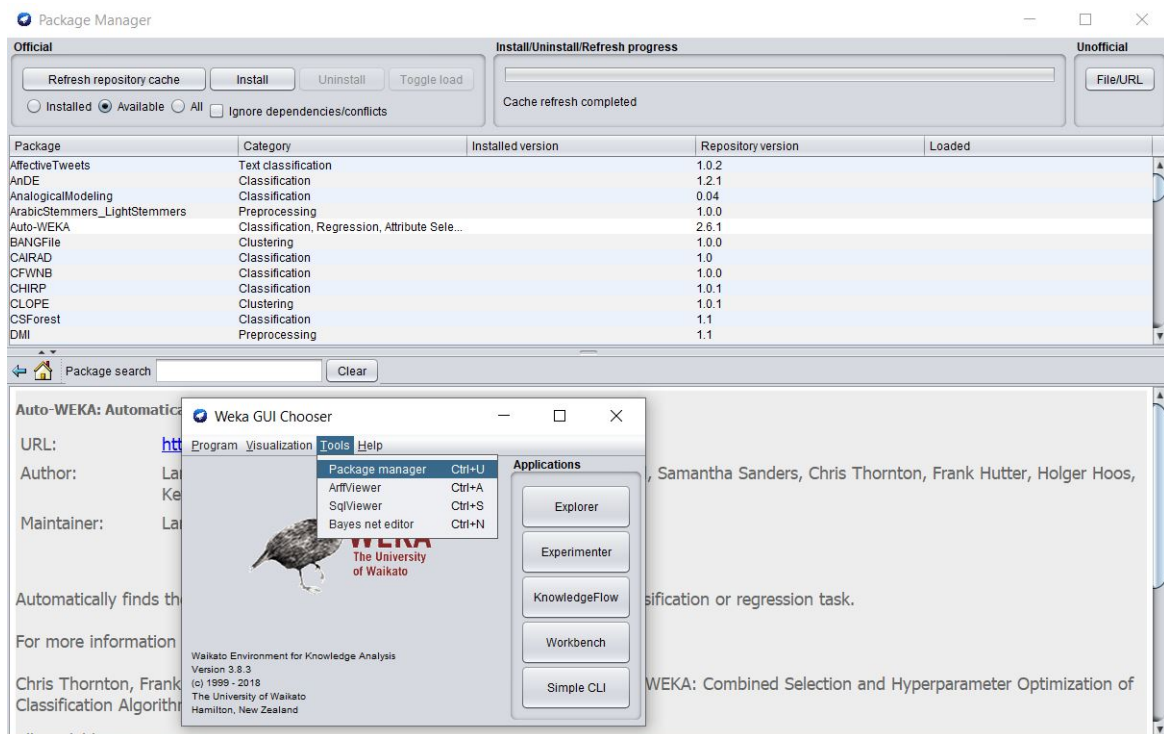 Package Manager
Official
Install/Uninstall/Refresh progress
Unofficial
Refresh repository cache Install Uninstall Toggle load
File/URL
Installed Available All Ignore dependencies/conflicts
Cache refresh completed
Package Category Installed version Repository version Loaded
AffectiveTweets Text classification 1.0.2
AnDE Classification 1.2.1
AnalogicalModeling Classification 0.04
ArabicStemmers_LightStemmers Preprocessing 1.0.0
Auto-WEKA Classification, Regression, Attribute Sele... 2.6.1
BANGFile Clustering 1.0.0
CAIRAD Classification 1.0
CFWNB Classification 1.0.0
CHIRP Classification 1.0.1
CLOPE Clustering 1.0.1
CSForest Classification 1.1
DMI Preprocessing 1.1
Package search Clear
Auto-WEKA: Automatica
URL: htt
Author: Lar
, Samantha Sanders, Chris Thornton, Frank Hutter, Holger Hoos,
Ke
Maintainer: Lar
Automatically finds th
sification or regression task.
For more information
Chris Thornton, Frank
WEKA: Combined Selection and Hyperparameter Optimization of
Classification Algorithm
Weka GUI Chooser
Program Visualization Tools Help
Package manager Ctrl+U
ArffViewer Ctrl+A
SqlViewer Ctrl+S
Bayes net editor Ctrl+N
WEKA
The University
of Waikato
Waikato Environment for Knowledge Analysis
Version 3.8.3
(c) 1999 - 2018
The University of Waikato
Hamilton, New Zealand
Applications
Explorer
Experimenter
KnowledgeFlow
Workbench
Simple CLI